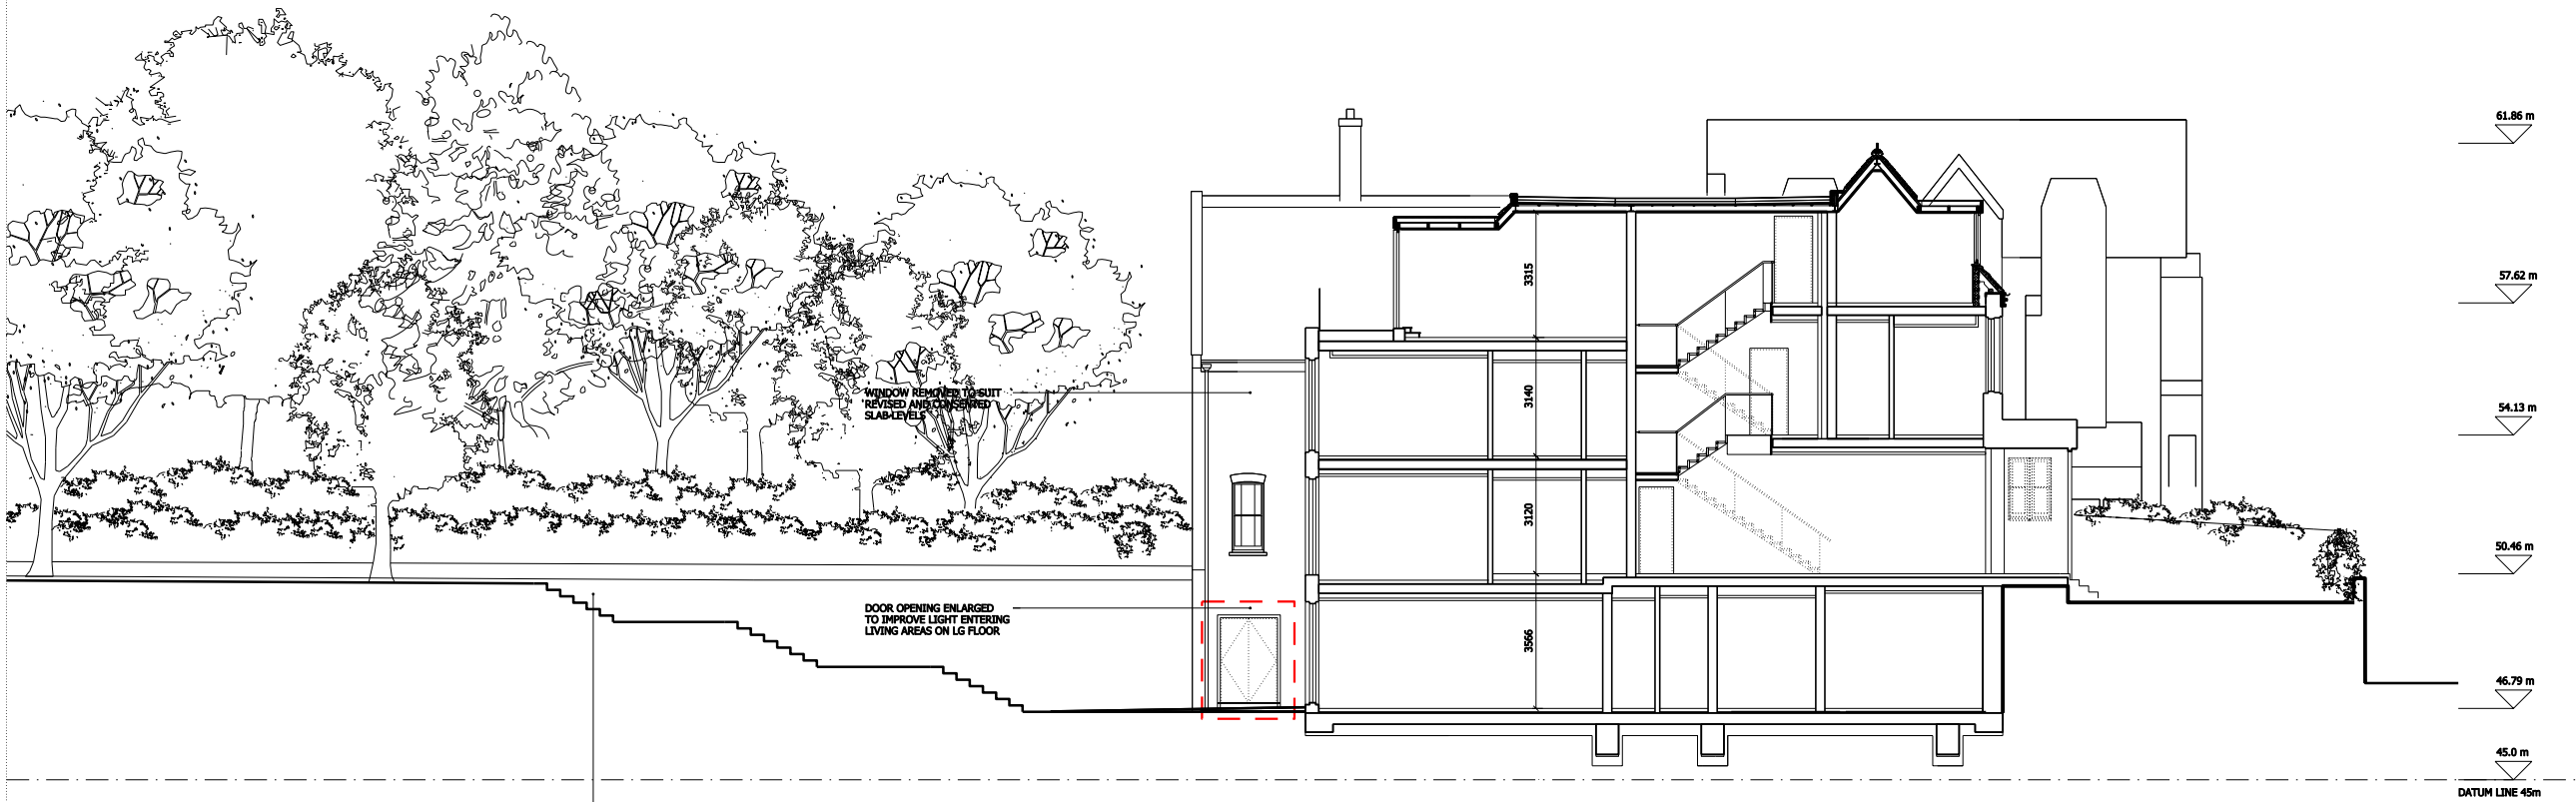 61.86 m
3315
57.62 m
WINDOW REMOVED TO SUIT
REVISED AND CONSENTED
SLAB-LEVELS
3140
54.13 m
3120
50.46 m
DOOR OPENING ENLARGED
TO IMPROVE LIGHT ENTERING
LIVING AREAS ON LG FLOOR
3566
46.79 m
45.0 m
DATUM LINE 45m